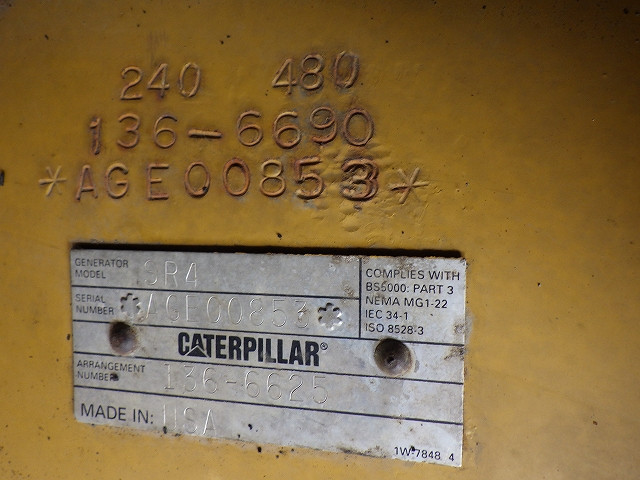 240 480
136-6690
*AGE00853*
GENERATOR MODEL SR4
SERIAL NUMBER *AGE00853*
COMPLIES WITH
BS5000: PART 3
NEMA MG1-22
IEC 34-1
ISO 8528-3
CATERPILLAR®
ARRANGEMENT NUMBER 136-6625
MADE IN: USA
1W-7848 4